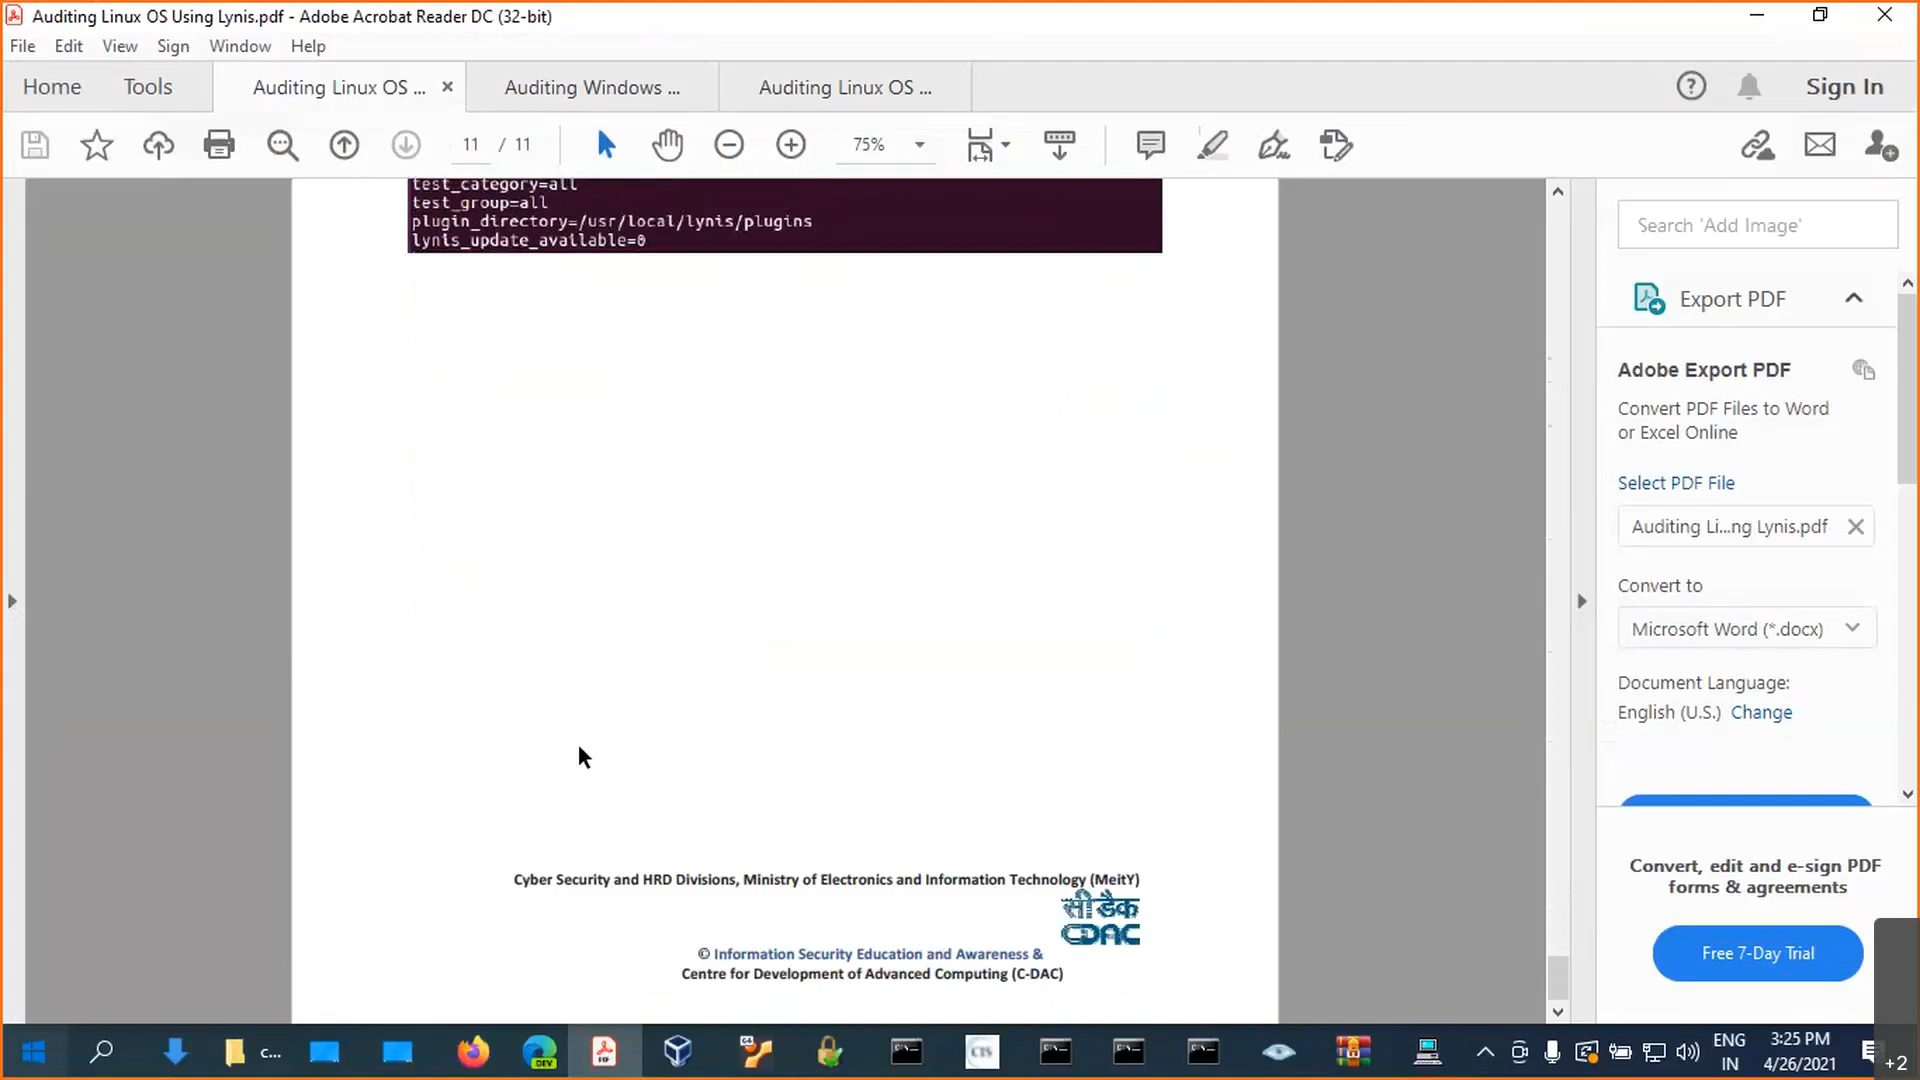 Auditing Linux OS Using Lynis.pdf - Adobe Acrobat Reader DC (32-bit)
File Edit View Sign Window Help
Home Tools Auditing Linux OS ... × Auditing Windows ... Auditing Linux OS ... Sign In
11 / 11 75%
test_category=all
test_group=all
plugin_directory=/usr/local/lynis/plugins
lynis_update_available=0
Cyber Security and HRD Divisions, Ministry of Electronics and Information Technology (MeitY)
सी डैक
CDAC
© Information Security Education and Awareness &
Centre for Development of Advanced Computing (C-DAC)
Search 'Add Image'
Export PDF
Adobe Export PDF
Convert PDF Files to Word
or Excel Online
Select PDF File
Auditing Li...ng Lynis.pdf
Convert to
Microsoft Word (*.docx)
Document Language:
English (U.S.) Change
Convert, edit and e-sign PDF
forms & agreements
Free 7-Day Trial
c...
DEV
CIS
ENG
IN
3:25 PM
4/26/2021
+2